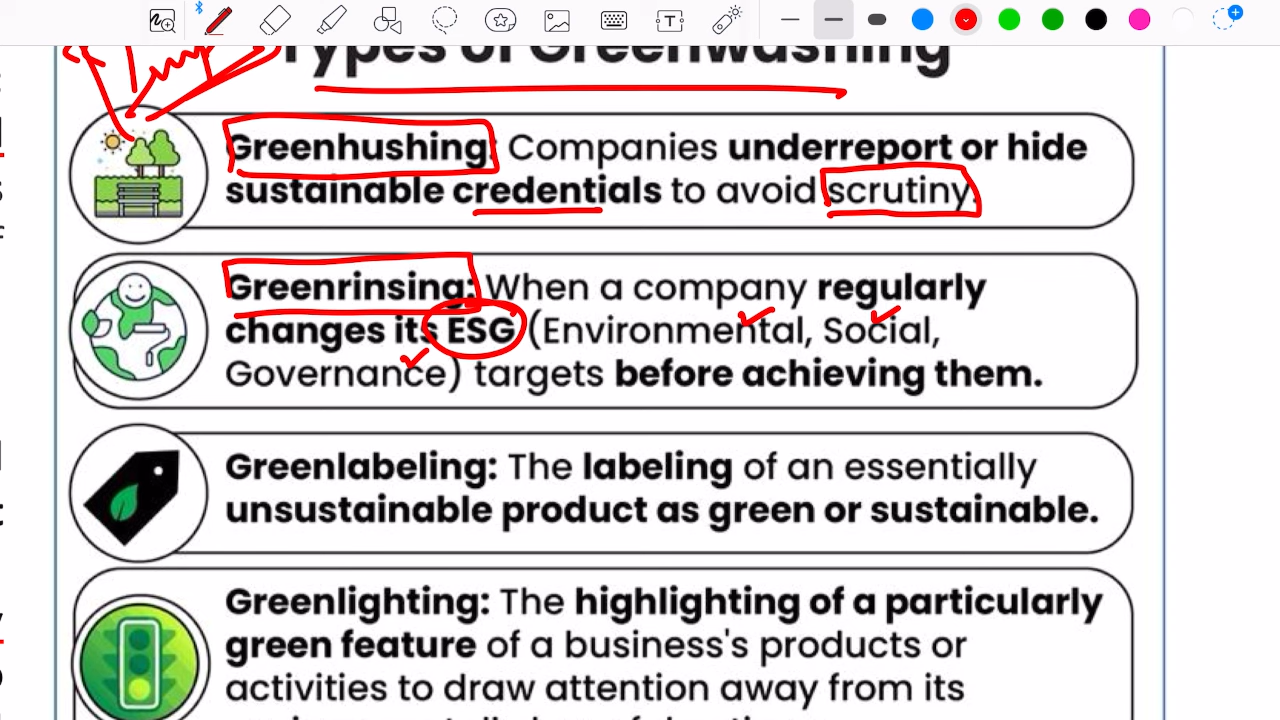 Types of Greenwashing
Greenhushing: Companies underreport or hide
sustainable credentials to avoid scrutiny.
Greenrinsing: When a company regularly
changes its ESG (Environmental, Social,
Governance) targets before achieving them.
Greenlabeling: The labeling of an essentially
unsustainable product as green or sustainable.
Greenlighting: The highlighting of a particularly
green feature of a business's products or
activities to draw attention away from its